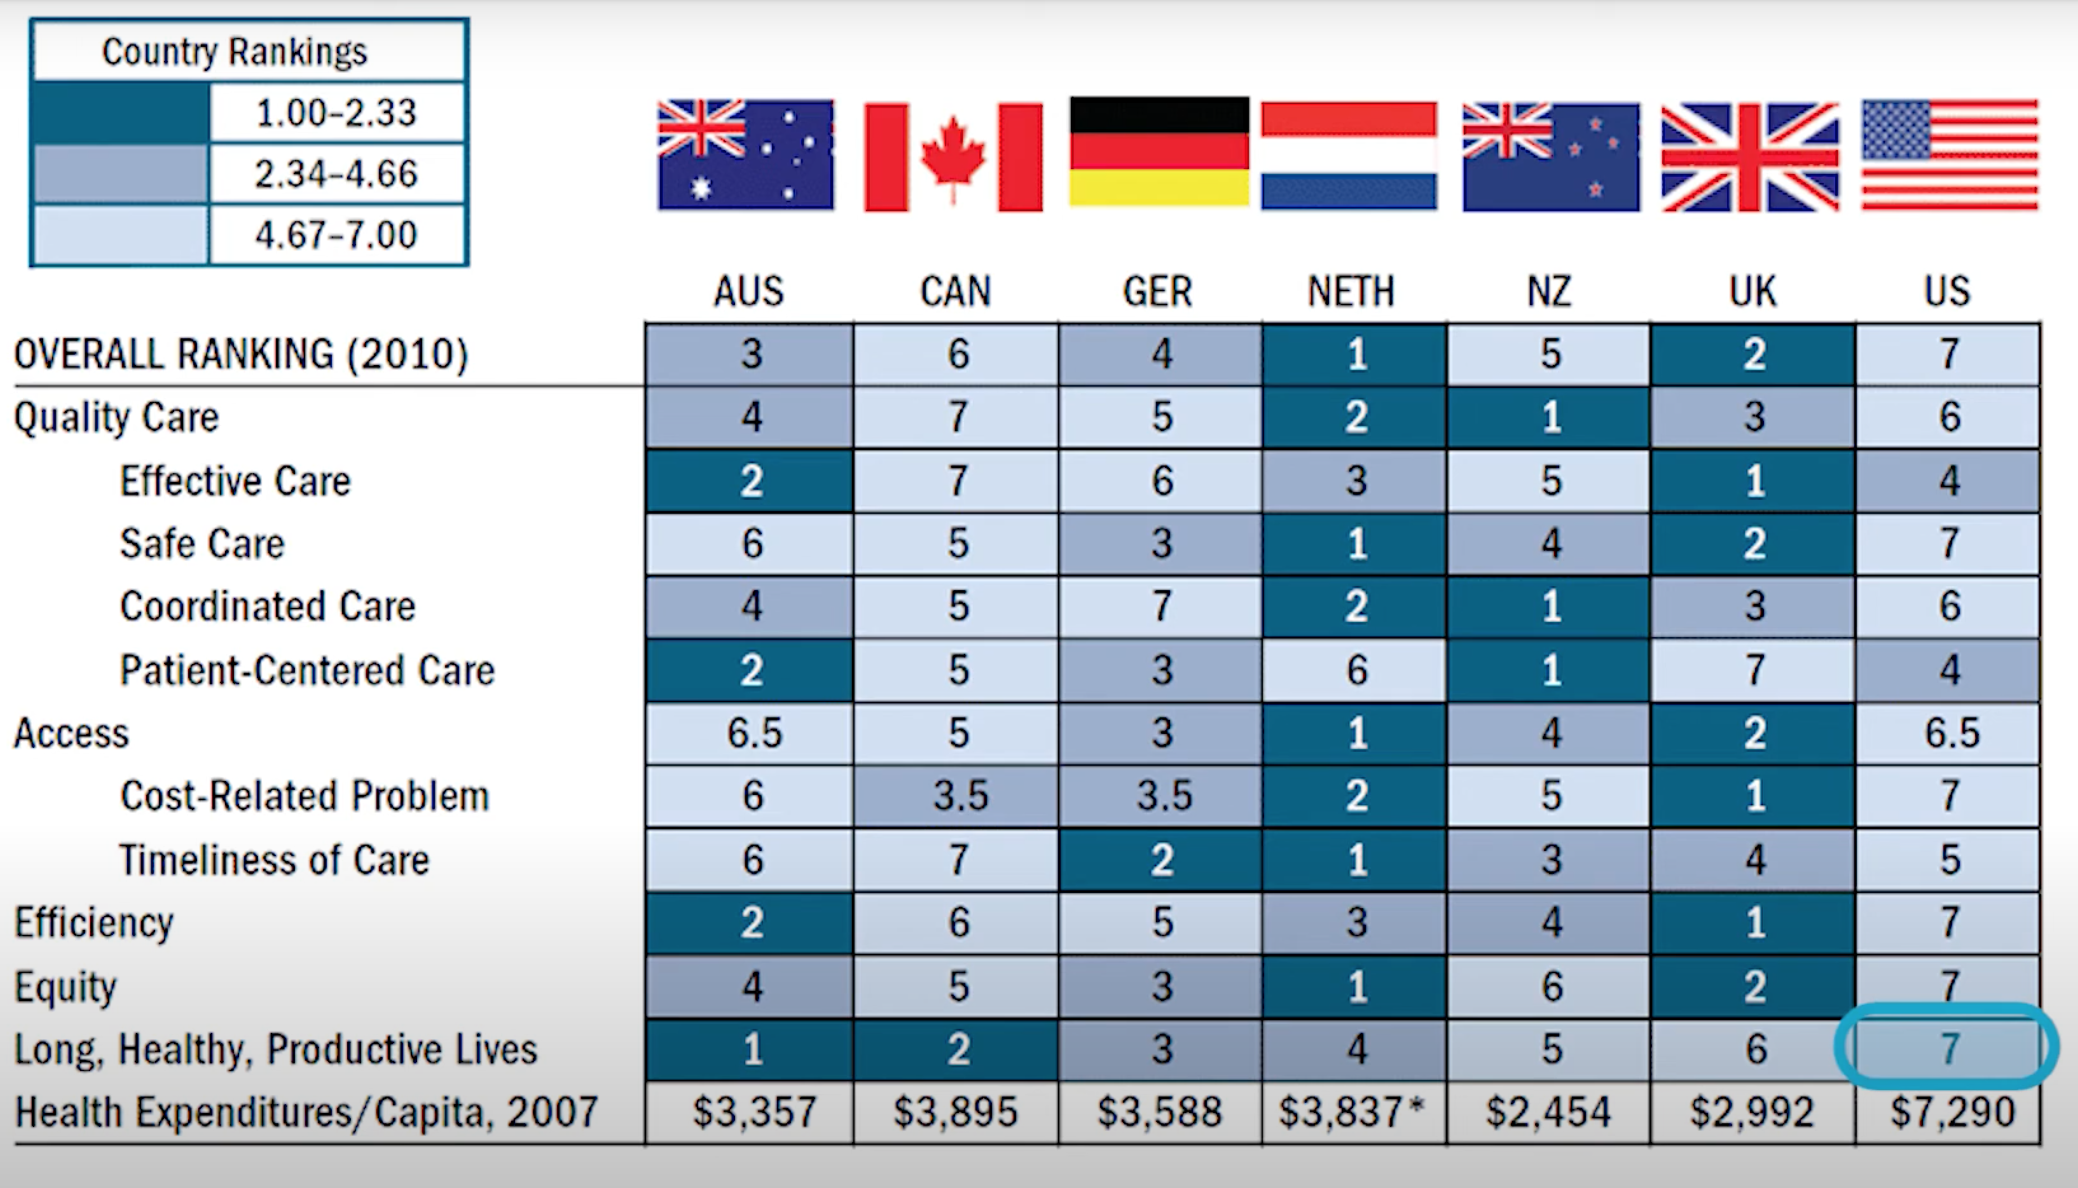 Country Rankings
1.00–2.33
2.34–4.66
4.67–7.00
AUS CAN GER NETH NZ UK US
OVERALL RANKING (2010) 3 6 4 1 5 2 7
Quality Care 4 7 5 2 1 3 6
Effective Care 2 7 6 3 5 1 4
Safe Care 6 5 3 1 4 2 7
Coordinated Care 4 5 7 2 1 3 6
Patient-Centered Care 2 5 3 6 1 7 4
Access 6.5 5 3 1 4 2 6.5
Cost-Related Problem 6 3.5 3.5 2 5 1 7
Timeliness of Care 6 7 2 1 3 4 5
Efficiency 2 6 5 3 4 1 7
Equity 4 5 3 1 6 2 7
Long, Healthy, Productive Lives 1 2 3 4 5 6 7
Health Expenditures/Capita, 2007 $3,357 $3,895 $3,588 $3,837* $2,454 $2,992 $7,290